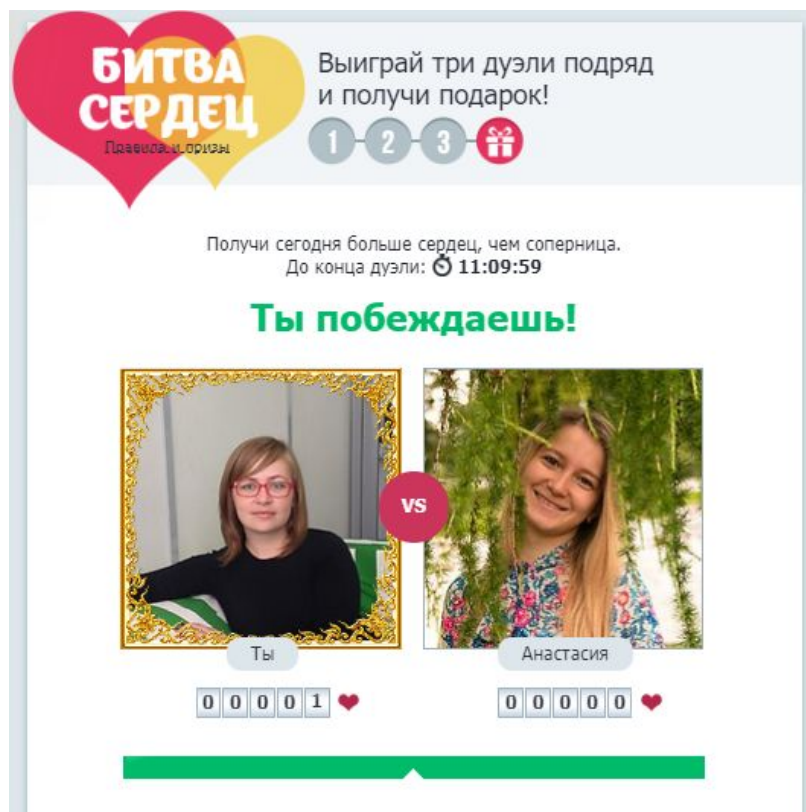 БИТВА
СЕРДЕЦ
Правила и призы
Выиграй три дуэли подряд
и получи подарок!
1 2 3
Получи сегодня больше сердец, чем соперница.
До конца дуэли: 11:09:59
Ты побеждаешь!
vs
Ты
Анастасия
00001
00000